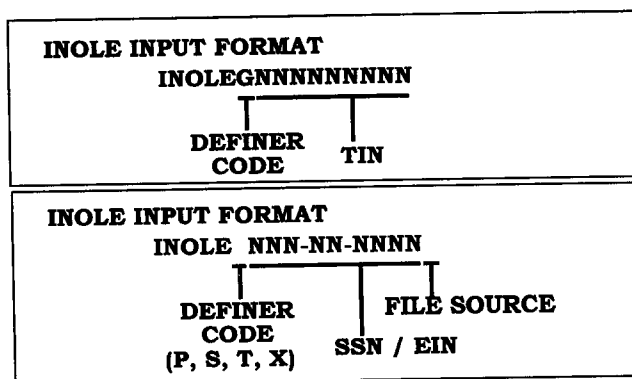 INOLE INPUT FORMAT
INOLEGNNNNNNNNN
DEFINER
CODE
TIN
INOLE INPUT FORMAT
INOLE NNN-NN-NNNN
DEFINER
CODE
(P, S, T, X)
SSN / EIN
FILE SOURCE